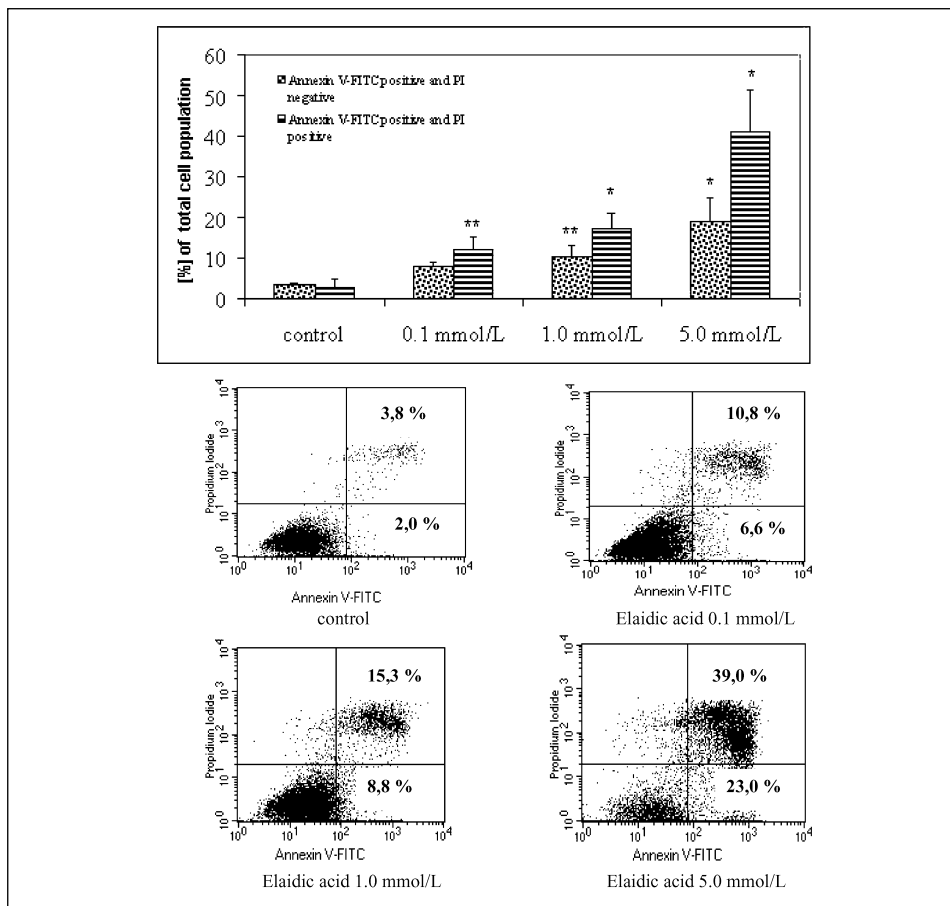 60
50
40
30
20
10
0
[%] of total cell population
Annexin V-FITC positive and PI
negative
Annexin V-FITC positive and PI
positive
**
**
*
*
*
control
0.1 mmol/L
1.0 mmol/L
5.0 mmol/L
10⁴
10³
10²
10¹
10⁰
Propidium Iodide
3,8 %
2,0 %
10⁰
10¹
10²
10³
10⁴
Annexin V-FITC
control
10⁴
10³
10²
10¹
10⁰
Propidium Iodide
10,8 %
6,6 %
10⁰
10¹
10²
10³
10⁴
Annexin V-FITC
Elaidic acid 0.1 mmol/L
10⁴
10³
10²
10¹
10⁰
Propidium Iodide
15,3 %
8,8 %
10⁰
10¹
10²
10³
10⁴
Annexin V-FITC
Elaidic acid 1.0 mmol/L
10⁴
10³
10²
10¹
10⁰
Propidium Iodide
39,0 %
23,0 %
10⁰
10¹
10²
10³
10⁴
Annexin V-FITC
Elaidic acid 5.0 mmol/L